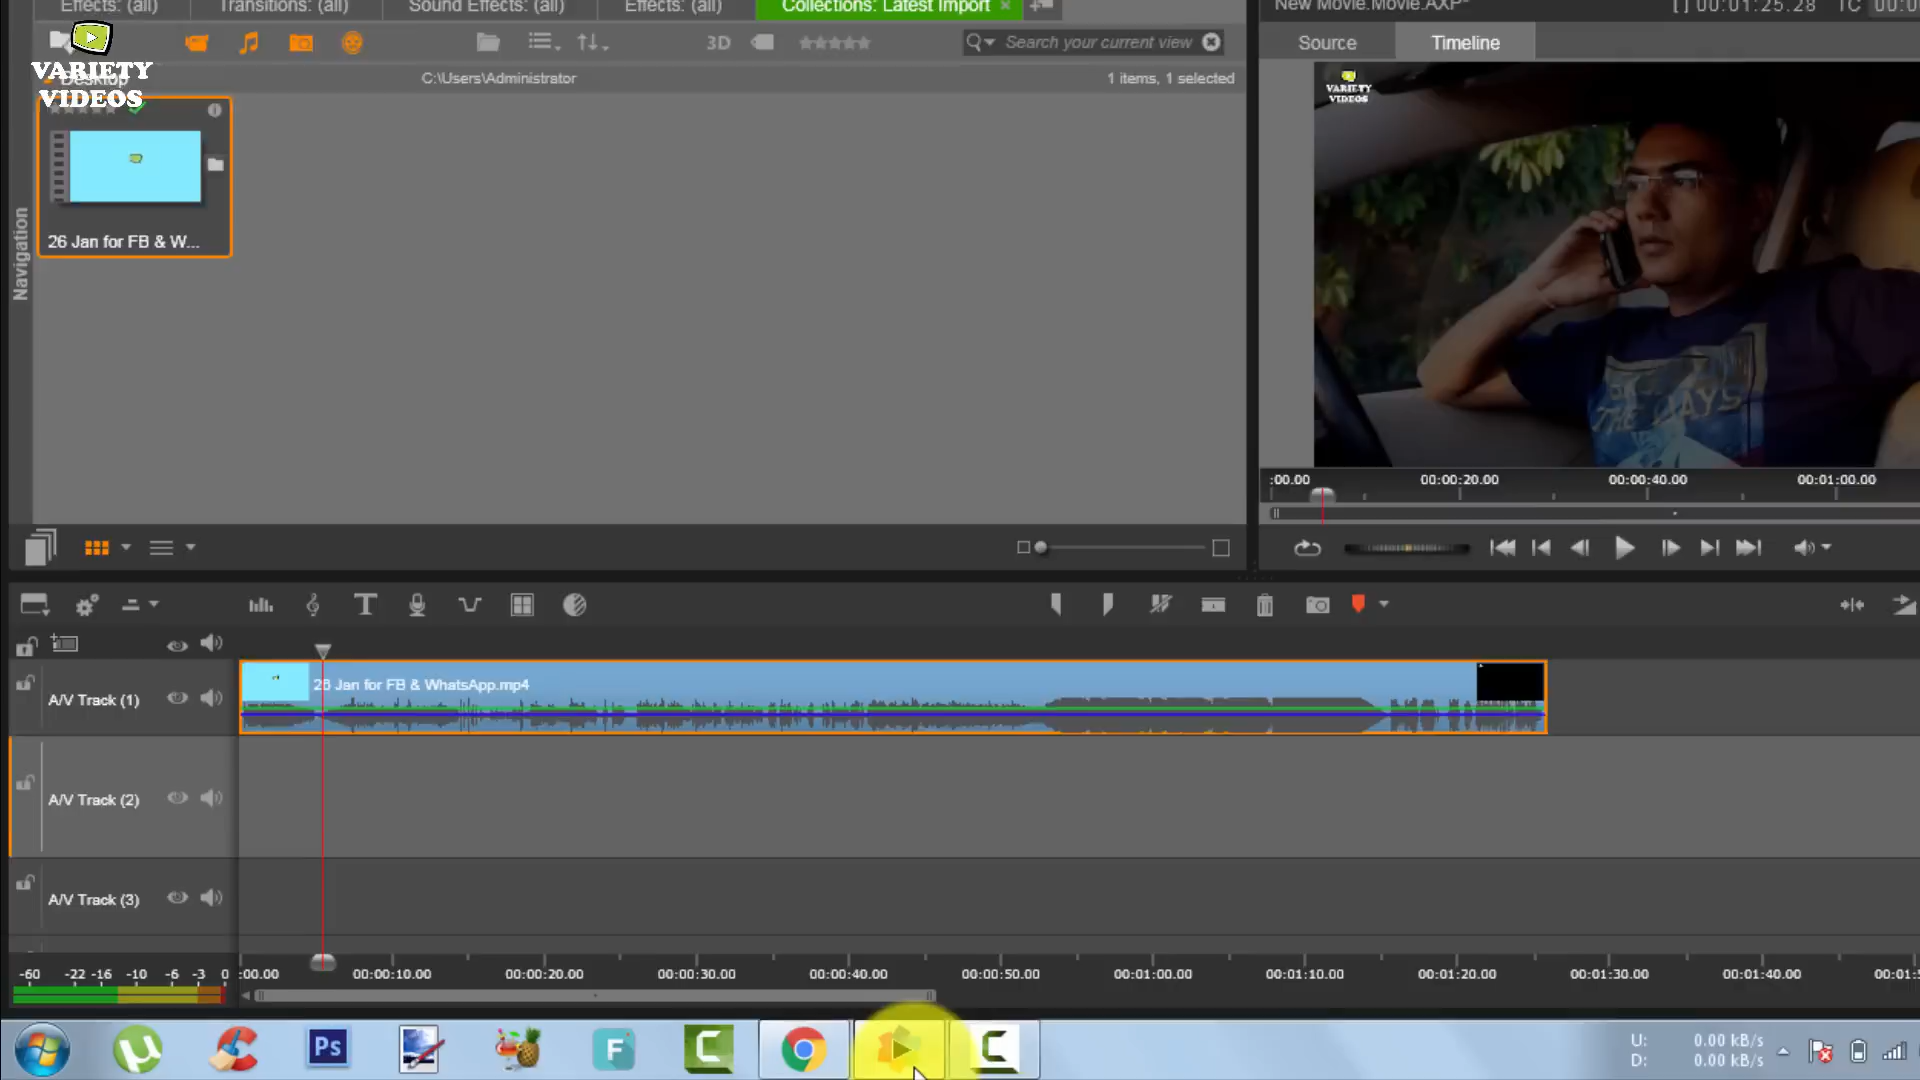 Effects: (all)
Transitions: (all)
Sound Effects: (all)
Effects: (all)
Collections: Latest Import
New Movie.Movie.AXP*
[ ] 00:01:25.28
TC
3D
Search your current view
Source
Timeline
VARIETY
VIDEOS
Desktop
C:\Users\Administrator
1 items, 1 selected
VARIETY
VIDEOS
26 Jan for FB & W...
Navigation
THE JAYS
:00.00
00:00:20.00
00:00:40.00
00:01:00.00
A/V Track (1)
26 Jan for FB & WhatsApp.mp4
A/V Track (2)
A/V Track (3)
-60
-22
-16
-10
-6
-3
0
:00.00
00:00:10.00
00:00:20.00
00:00:30.00
00:00:40.00
00:00:50.00
00:01:00.00
00:01:10.00
00:01:20.00
00:01:30.00
00:01:40.00
Ps
F
U:
0.00 kB/s
D:
0.00 kB/s